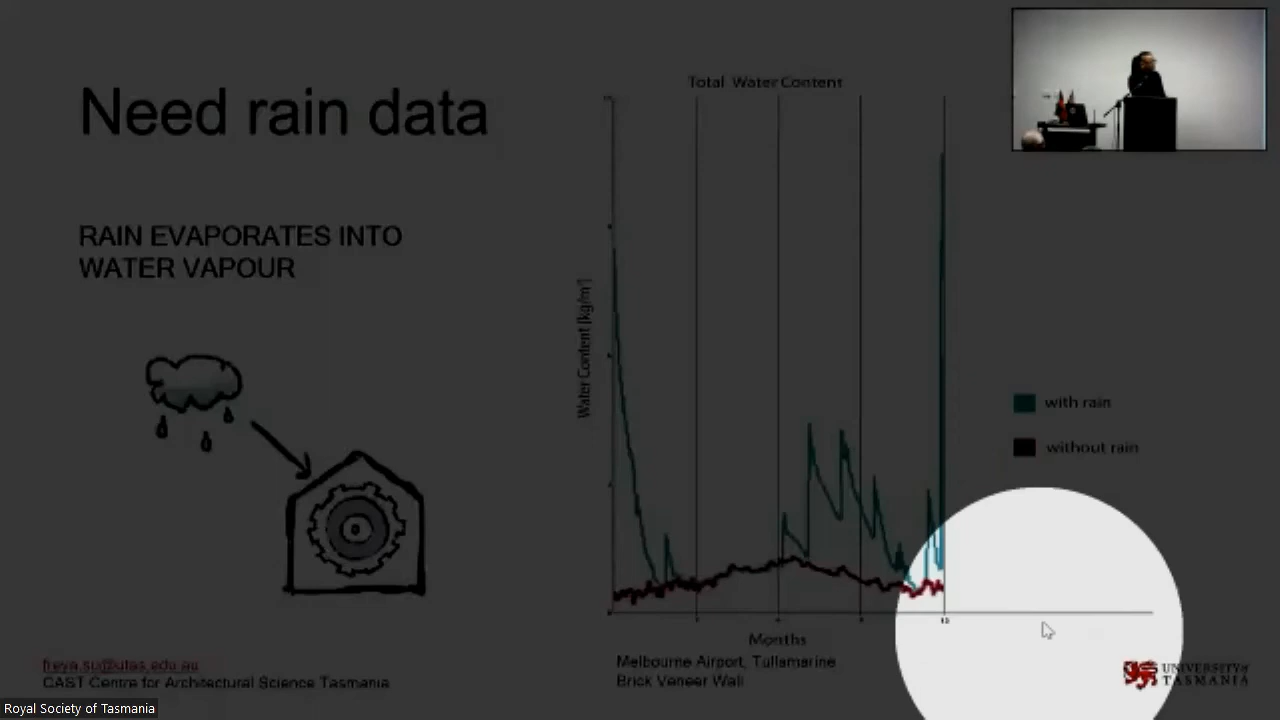 Need rain data
RAIN EVAPORATES INTO
WATER VAPOUR
Total Water Content
Water Content [kg/m²]
with rain
without rain
12
Months
Melbourne Airport, Tullamarine
Brick Veneer Wall
freya.su@utas.edu.au
CAST Centre for Architectural Science Tasmania
UNIVERSITY of
TASMANIA
Royal Society of Tasmania